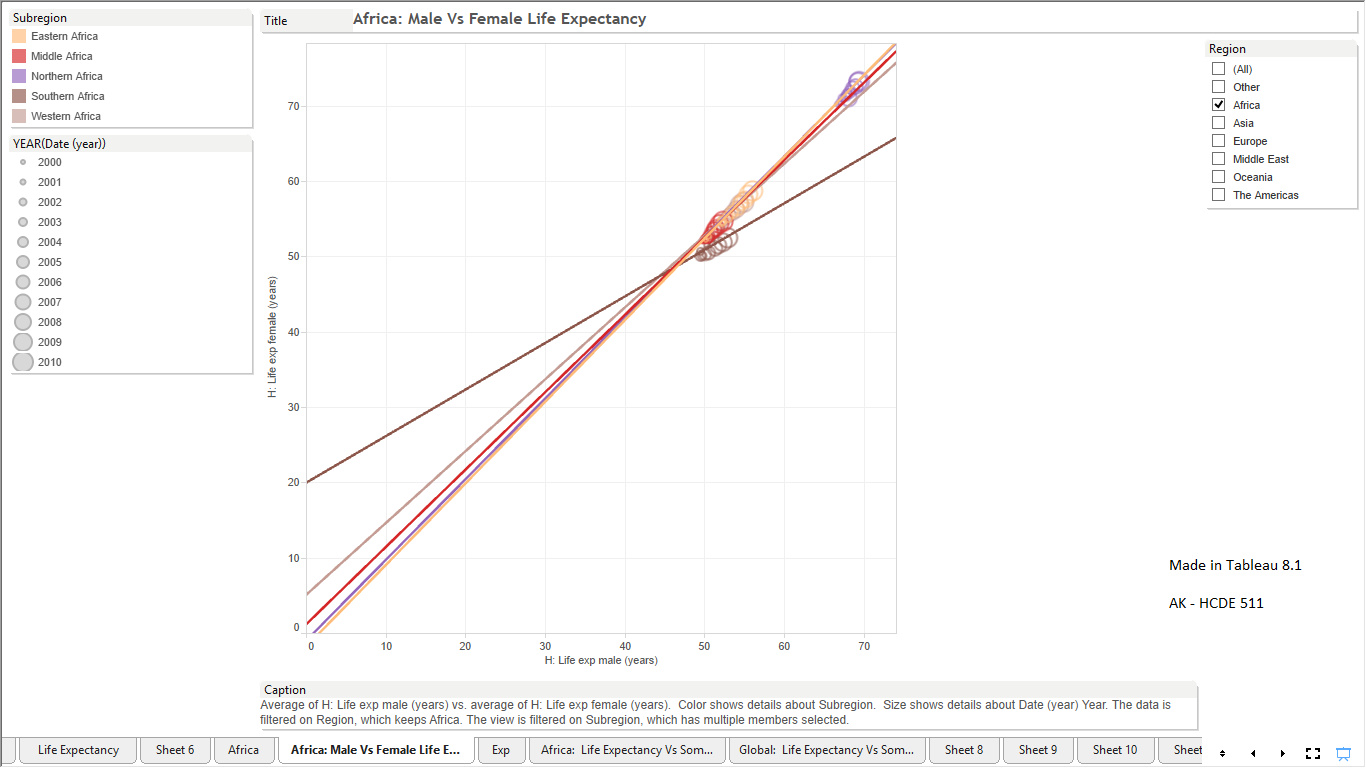 Subregion
Eastern Africa
Middle Africa
Northern Africa
Southern Africa
Western Africa
YEAR(Date (year))
2000
2001
2002
2003
2004
2005
2006
2007
2008
2009
2010
Title
Africa: Male Vs Female Life Expectancy
H: Life exp female (years)
70
60
50
40
30
20
10
0
0 10 20 30 40 50 60 70
H: Life exp male (years)
Region
(All)
Other
Africa
Asia
Europe
Middle East
Oceania
The Americas
Made in Tableau 8.1
AK - HCDE 511
Caption
Average of H: Life exp male (years) vs. average of H: Life exp female (years). Color shows details about Subregion. Size shows details about Date (year) Year. The data is
filtered on Region, which keeps Africa. The view is filtered on Subregion, which has multiple members selected.
Life Expectancy Sheet 6 Africa Africa: Male Vs Female Life E... Exp Africa: Life Expectancy Vs Som... Global: Life Expectancy Vs Som... Sheet 8 Sheet 9 Sheet 10 Sheet